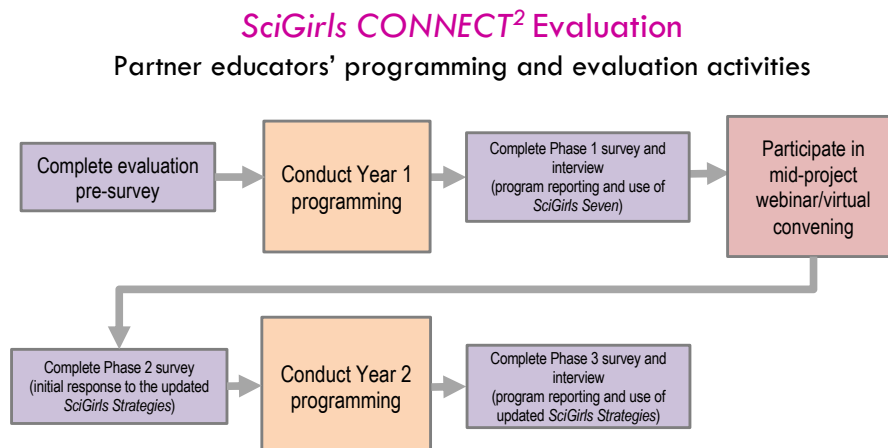 SciGirls CONNECT² Evaluation
Partner educators’ programming and evaluation activities
Complete evaluation
pre-survey
Conduct Year 1
programming
Complete Phase 1 survey and
interview
(program reporting and use of
SciGirls Seven)
Participate in
mid-project
webinar/virtual
convening
Complete Phase 2 survey
(initial response to the updated
SciGirls Strategies)
Conduct Year 2
programming
Complete Phase 3 survey and
interview
(program reporting and use of
updated SciGirls Strategies)